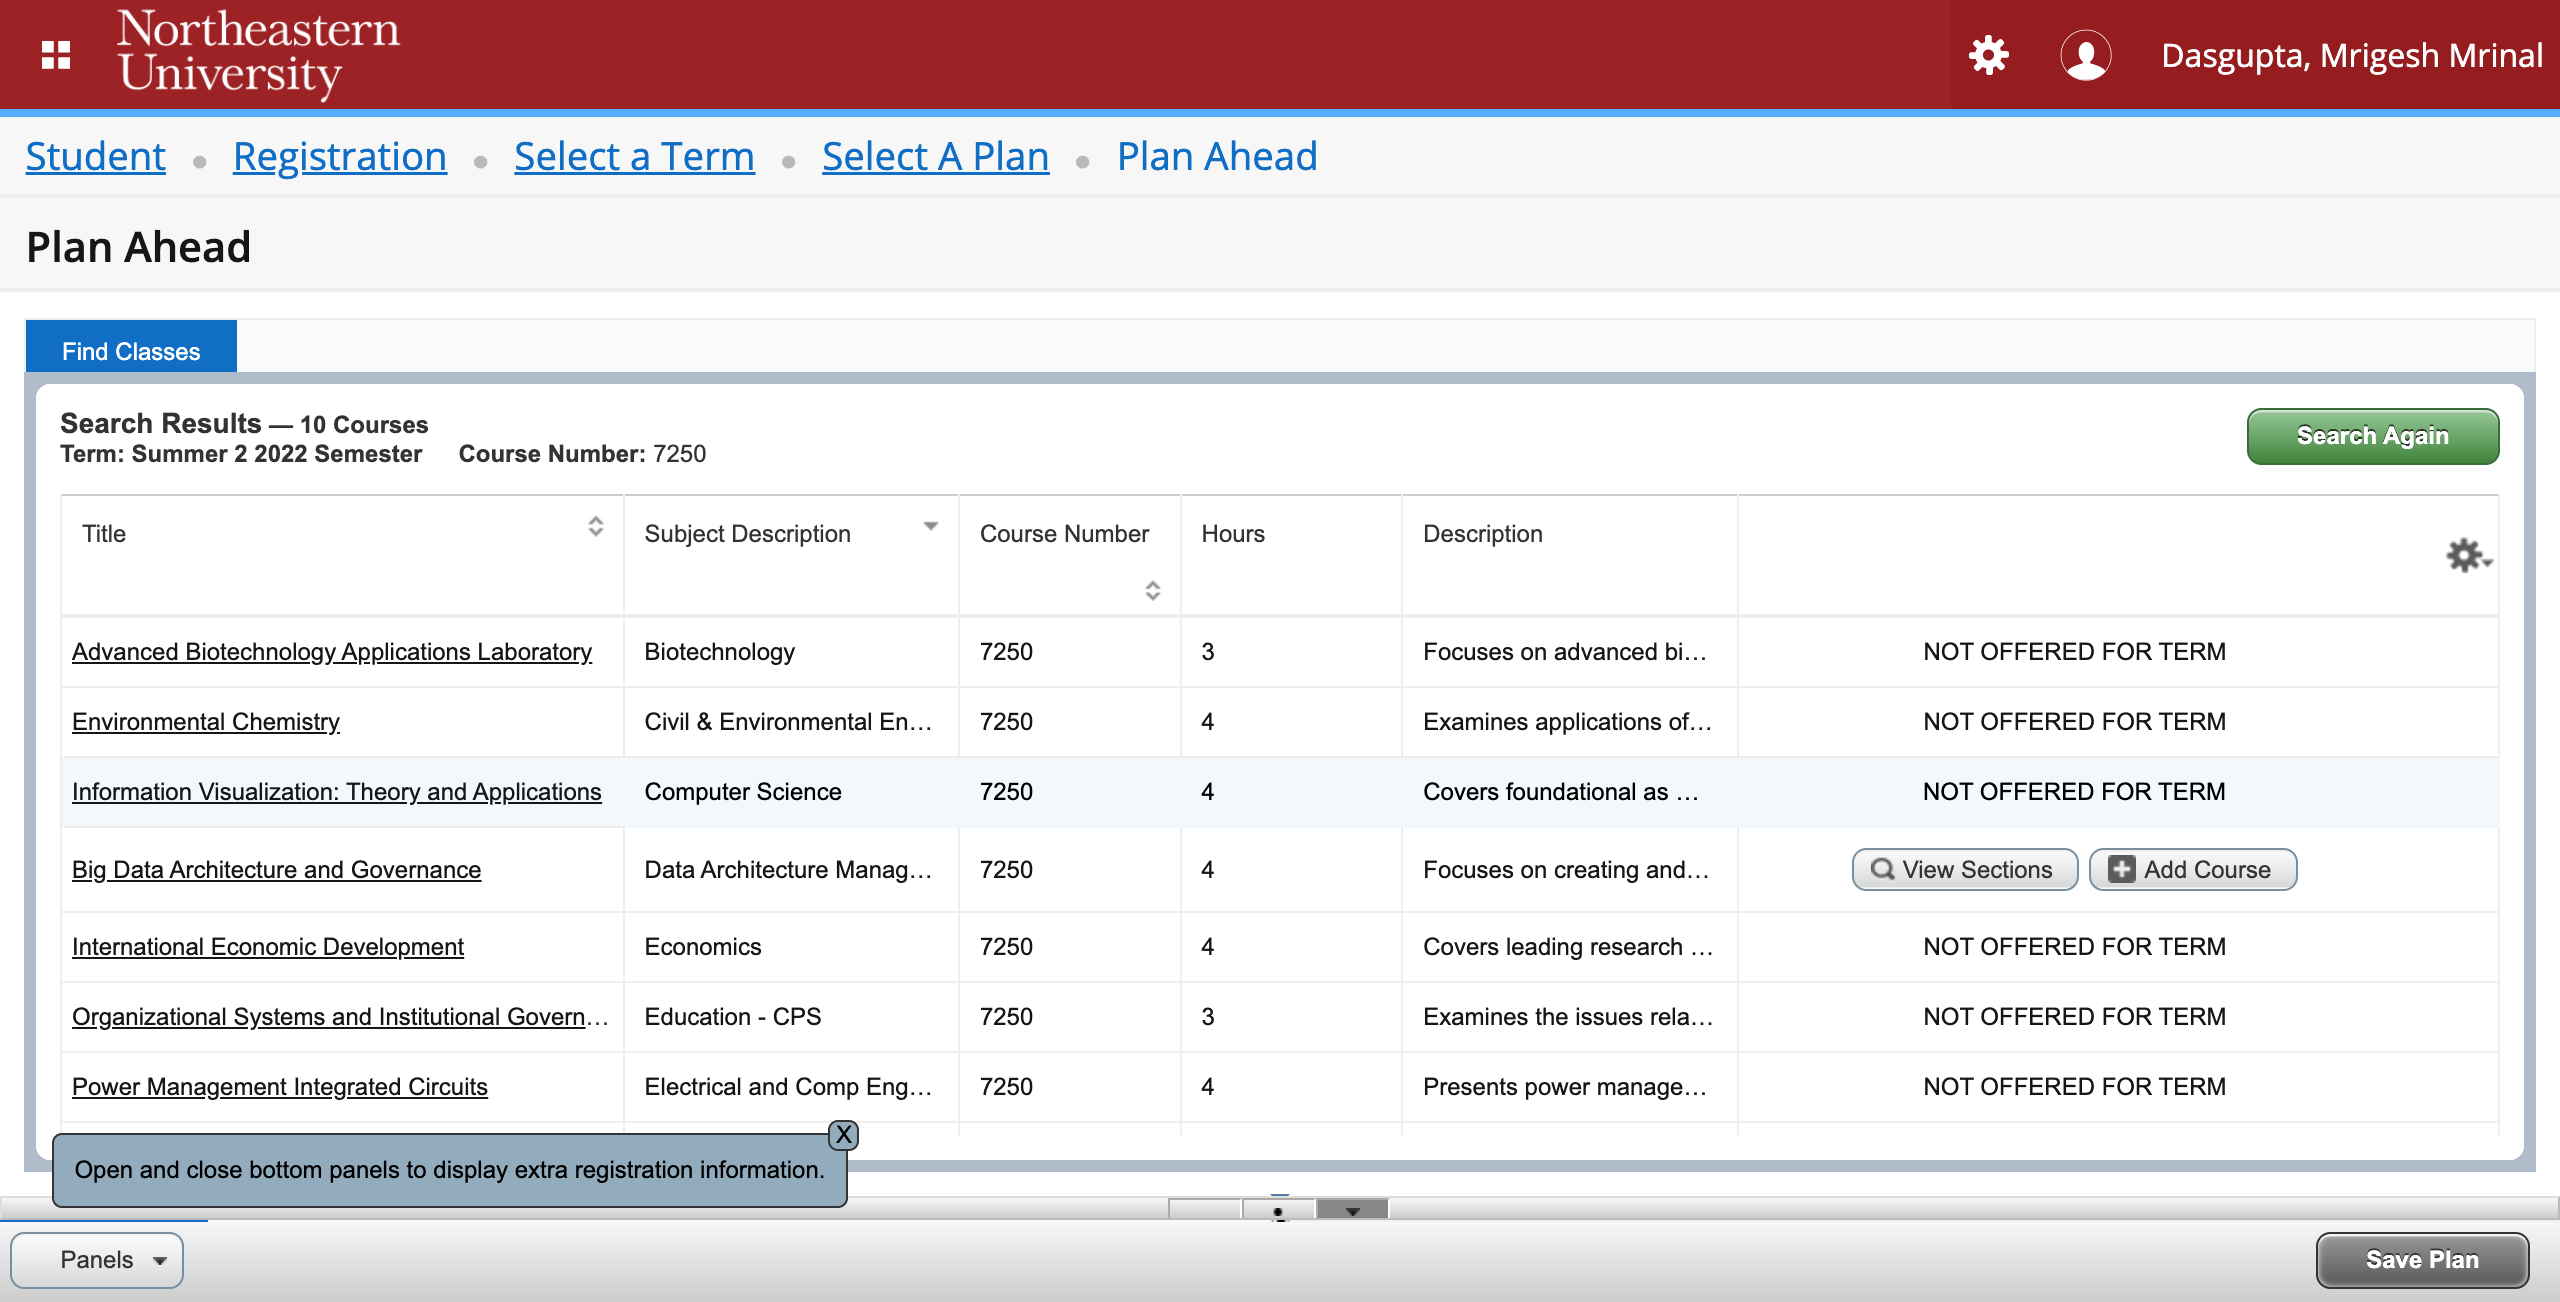 Northeastern
University
Dasgupta, Mrigesh Mrinal
Student • Registration • Select a Term • Select A Plan • Plan Ahead
Plan Ahead
Find Classes
Search Results — 10 Courses
Term: Summer 2 2022 Semester Course Number: 7250
Search Again
Title Subject Description Course Number Hours Description
Advanced Biotechnology Applications Laboratory Biotechnology 7250 3 Focuses on advanced bi... NOT OFFERED FOR TERM
Environmental Chemistry Civil & Environmental En... 7250 4 Examines applications of... NOT OFFERED FOR TERM
Information Visualization: Theory and Applications Computer Science 7250 4 Covers foundational as ... NOT OFFERED FOR TERM
Big Data Architecture and Governance Data Architecture Manag... 7250 4 Focuses on creating and... View Sections Add Course
International Economic Development Economics 7250 4 Covers leading research ... NOT OFFERED FOR TERM
Organizational Systems and Institutional Govern... Education - CPS 7250 3 Examines the issues rela... NOT OFFERED FOR TERM
Power Management Integrated Circuits Electrical and Comp Eng... 7250 4 Presents power manage... NOT OFFERED FOR TERM
X
Open and close bottom panels to display extra registration information.
Panels
Save Plan